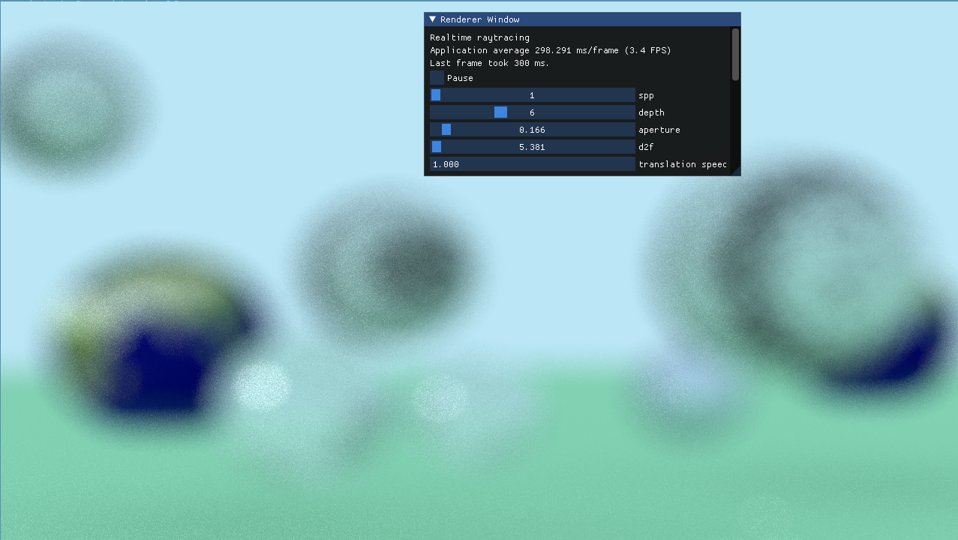 Renderer Window
Realtime raytracing
Application average 298.291 ms/frame (3.4 FPS)
Last frame took 300 ms.
Pause
1 spp
6 depth
0.166 aperture
5.381 d2f
1.000 translation speed